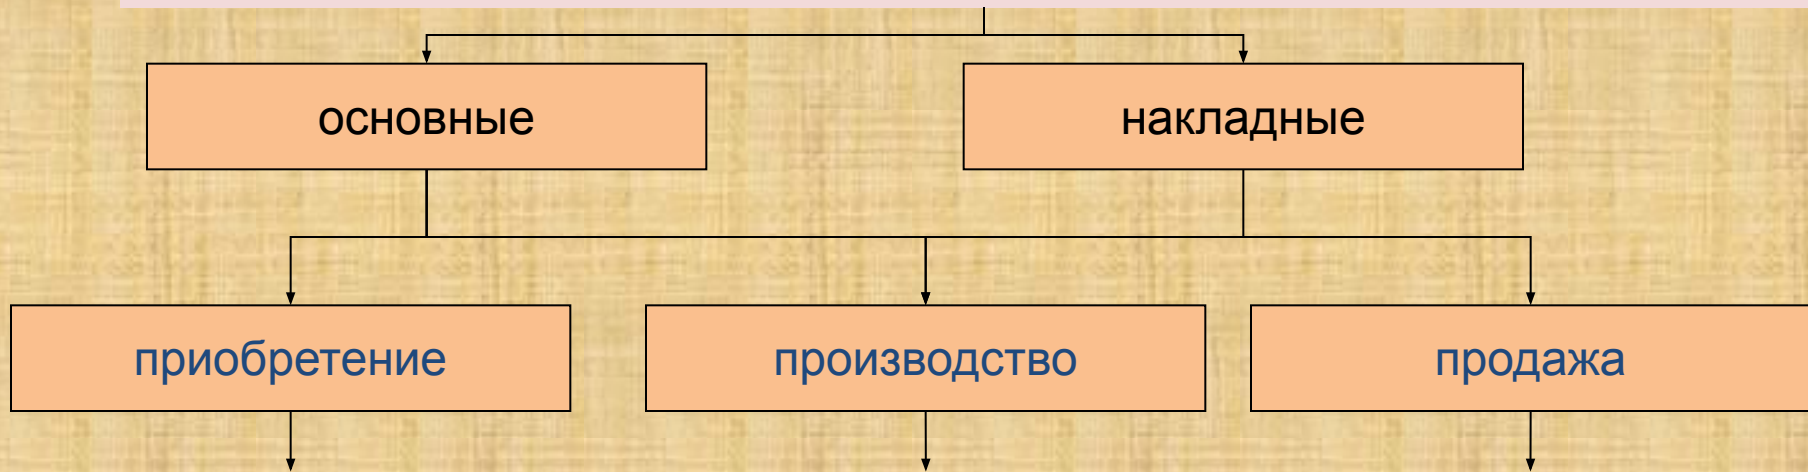 основные
накладные
приобретение
производство
продажа